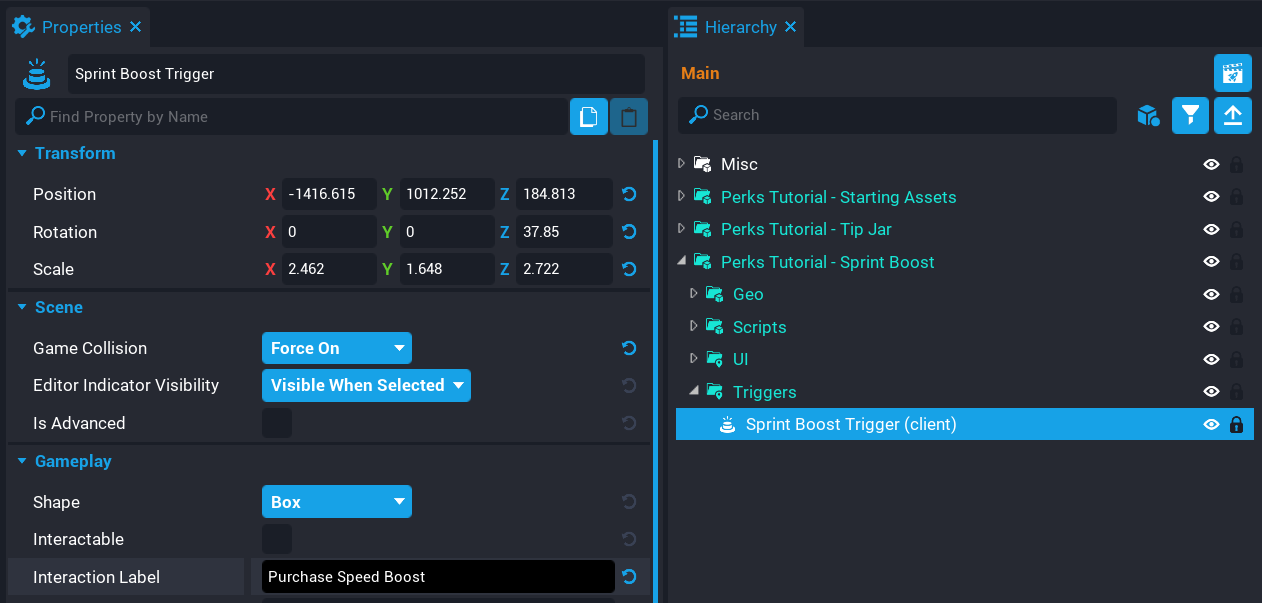 Properties
Sprint Boost Trigger
Find Property by Name
Transform
Position X -1416.615 Y 1012.252 Z 184.813
Rotation X 0 Y 0 Z 37.85
Scale X 2.462 Y 1.648 Z 2.722
Scene
Game Collision Force On
Editor Indicator Visibility Visible When Selected
Is Advanced
Gameplay
Shape Box
Interactable
Interaction Label Purchase Speed Boost
Hierarchy
Main
Search
Misc
Perks Tutorial - Starting Assets
Perks Tutorial - Tip Jar
Perks Tutorial - Sprint Boost
Geo
Scripts
UI
Triggers
Sprint Boost Trigger (client)